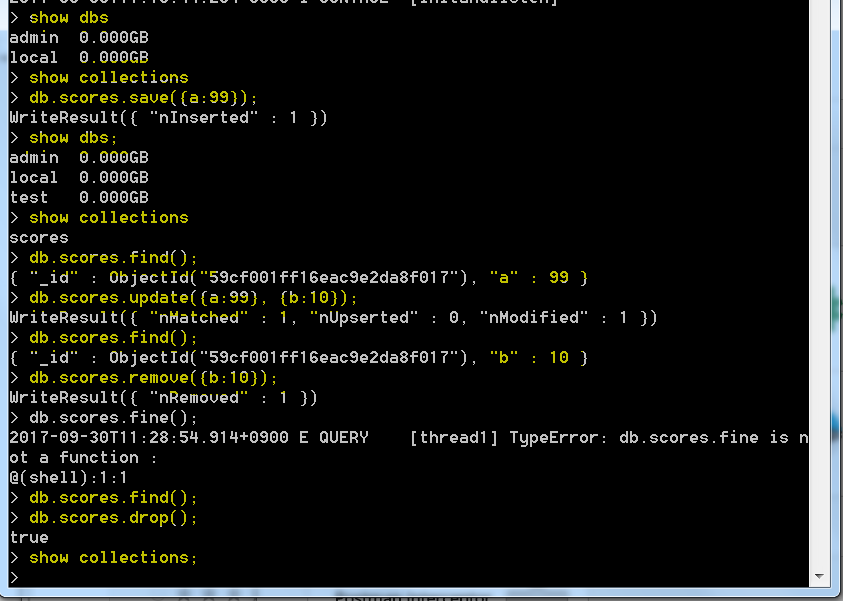 > show dbs
admin  0.000GB
local  0.000GB
> show collections
> db.scores.save({a:99});
WriteResult({ "nInserted" : 1 })
> show dbs;
admin  0.000GB
local  0.000GB
test   0.000GB
> show collections
scores
> db.scores.find();
{ "_id" : ObjectId("59cf001ff16eac9e2da8f017"), "a" : 99 }
> db.scores.update({a:99}, {b:10});
WriteResult({ "nMatched" : 1, "nUpserted" : 0, "nModified" : 1 })
> db.scores.find();
{ "_id" : ObjectId("59cf001ff16eac9e2da8f017"), "b" : 10 }
> db.scores.remove({b:10});
WriteResult({ "nRemoved" : 1 })
> db.scores.fine();
2017-09-30T11:28:54.914+0900 E QUERY    [thread1] TypeError: db.scores.fine is n
ot a function :
@(shell):1:1
> db.scores.find();
> db.scores.drop();
true
> show collections;
>